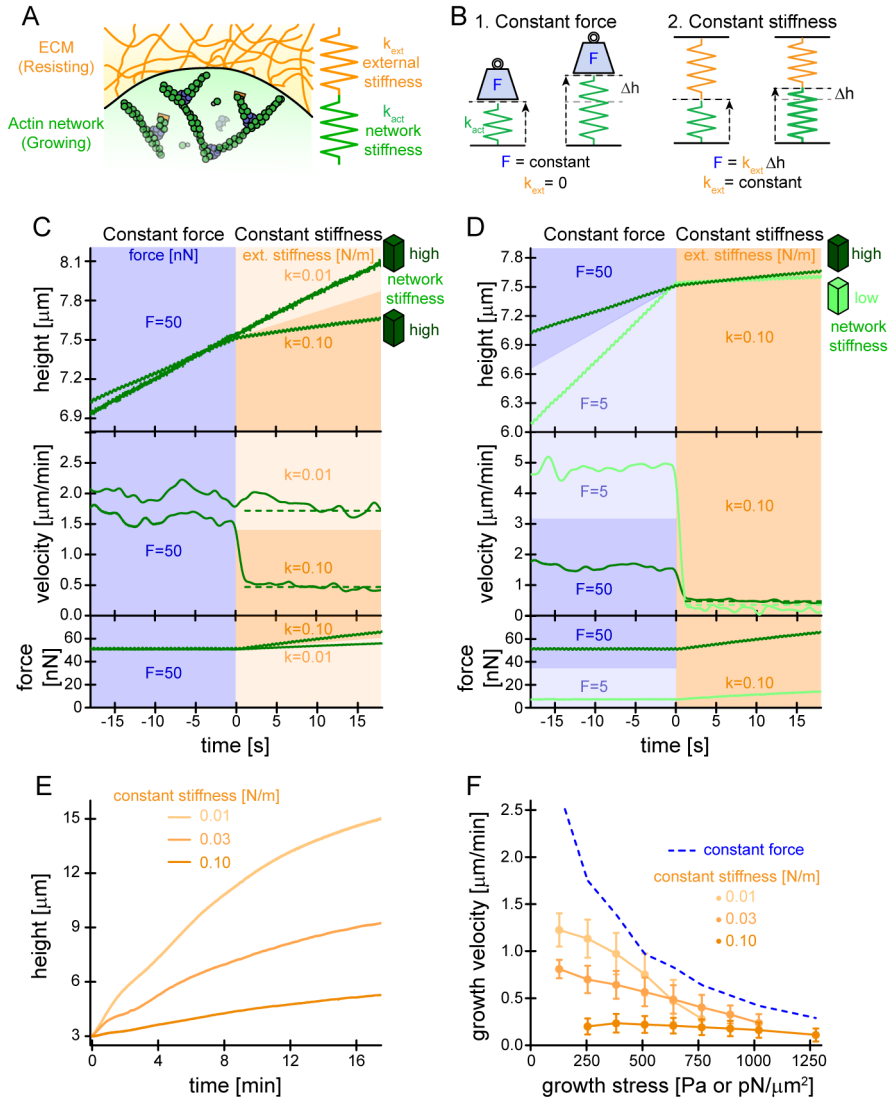 A
ECM
(Resisting)
Actin network
(Growing)
k_ext
external
stiffness
k_act
network
stiffness
B
1. Constant force
F
F
Δh
k_act
F = constant
k_ext = 0
2. Constant stiffness
Δh
F = k_ext Δh
k_ext = constant
C
Constant force
Constant stiffness
force [nN]
ext. stiffness [N/m]
height [μm]
8.1
7.8
7.5
7.2
6.9
F=50
k=0.01
k=0.10
high
network
stiffness
high
velocity [μm/min]
2.5
2.0
1.5
1.0
0.5
0.0
F=50
k=0.01
k=0.10
force
[nN]
60
40
20
0
F=50
k=0.10
k=0.01
-15
-10
-5
0
5
10
15
time [s]
D
Constant force
Constant stiffness
height [μm]
7.8
7.5
7.2
6.9
6.6
6.3
6.0
F=50
F=5
k=0.10
high
low
network
stiffness
velocity [μm/min]
5
4
3
2
1
0
F=5
F=50
k=0.10
force
[nN]
60
40
20
0
F=50
F=5
k=0.10
-15
-10
-5
0
5
10
15
time [s]
E
constant stiffness [N/m]
0.01
0.03
0.10
height [μm]
15
12
9
6
3
0
4
8
12
16
time [min]
F
growth velocity [μm/min]
2.5
2.0
1.5
1.0
0.5
0.0
constant force
constant stiffness [N/m]
0.01
0.03
0.10
0
250
500
750
1000
1250
growth stress [Pa or pN/μm²]